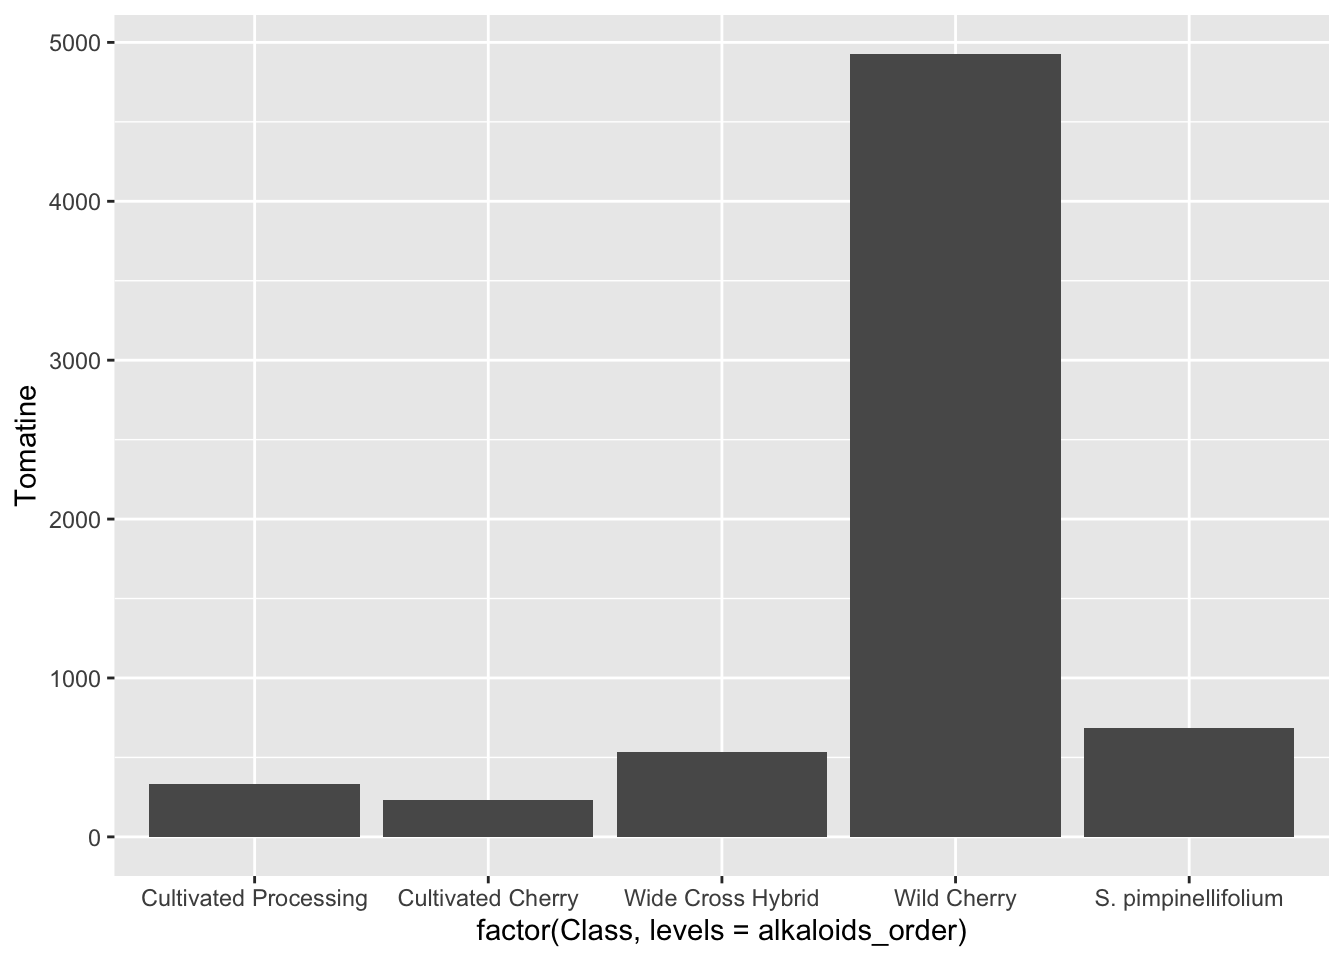 5000
4000
3000
2000
1000
0
Tomatine
Cultivated Processing Cultivated Cherry Wide Cross Hybrid Wild Cherry S. pimpinellifolium
factor(Class, levels = alkaloids_order)